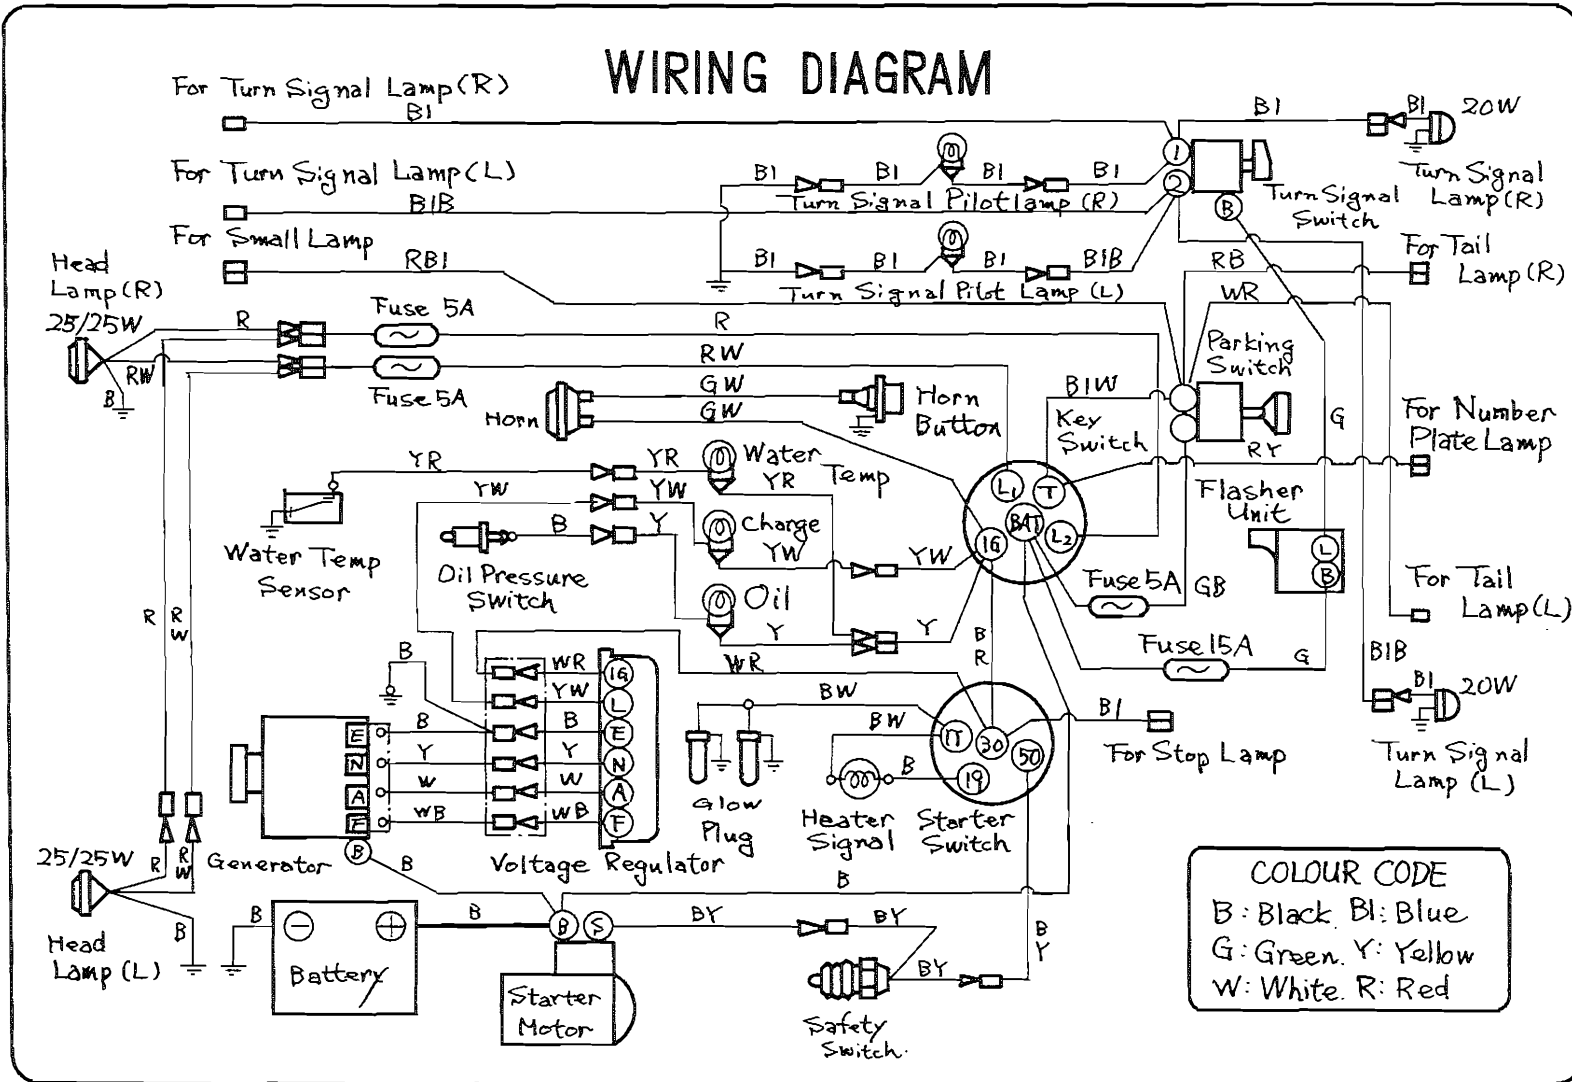 WIRING DIAGRAM
For Turn Signal Lamp (R)
Bl
For Turn Signal Lamp (L)
BlB
For Small Lamp
RBl
Head
Lamp (R)
25/25W
R
RW
B
Fuse 5A
R
RW
Fuse 5A
Bl
Bl
Bl
Bl
Turn Signal Pilot lamp (R)
Bl
Bl
Bl
BlB
Turn Signal Pilot Lamp (L)
1
2
B
Turn Signal
Switch
Bl
Bl
20W
Turn Signal
Lamp (R)
For Tail
Lamp (R)
RB
WR
Parking
Switch
BlW
Key
Switch
Horn
GW
GW
Horn
Button
G
For Number
Plate Lamp
RY
YR
YR
Water
Temp
YR
YW
YW
Charge
YW
YW
B
Y
Oil
Y
Y
Water Temp
Sensor
Oil Pressure
Switch
L1
T
BAT
IG
L2
Flasher
Unit
L
B
Fuse 5A
GB
Fuse 15A
G
For Tail
Lamp (L)
BlB
Bl
20W
Turn Signal
Lamp (L)
R
R
W
B
WR
WR
IG
YW
L
B
B
E
Y
Y
N
W
W
A
WB
WB
F
E
N
A
F
B
Generator
Voltage Regulator
BW
BW
B
Glow
Plug
Heater
Signal
B
R
17
30
50
19
Starter
Switch
Bl
For Stop Lamp
25/25W
R
R
W
B
Head
Lamp (L)
B
B
B
B
Battery
B
S
Starter
Motor
BY
BY
BY
B
Y
Safety
Switch.
COLOUR CODE
B: Black. Bl: Blue
G: Green. Y: Yellow
W: White. R: Red